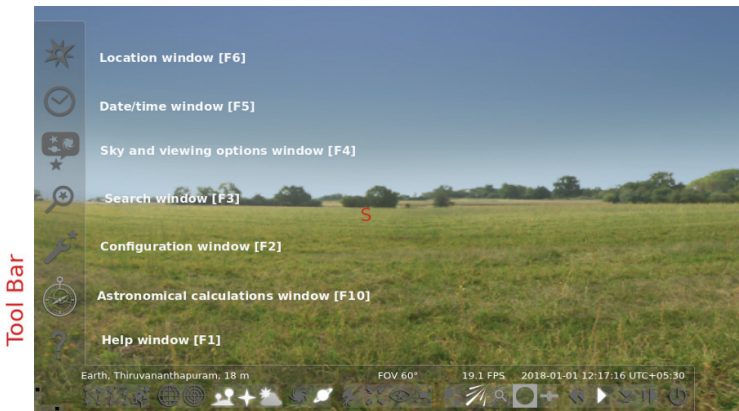 Location window [F6]
Date/time window [F5]
Sky and viewing options window [F4]
Search window [F3]
S
Configuration window [F2]
Tool Bar
Astronomical calculations window [F10]
Help window [F1]
Earth, Thiruvananthapuram, 18 m FOV 60° 19.1 FPS 2018-01-01 12:17:16 UTC+05:30